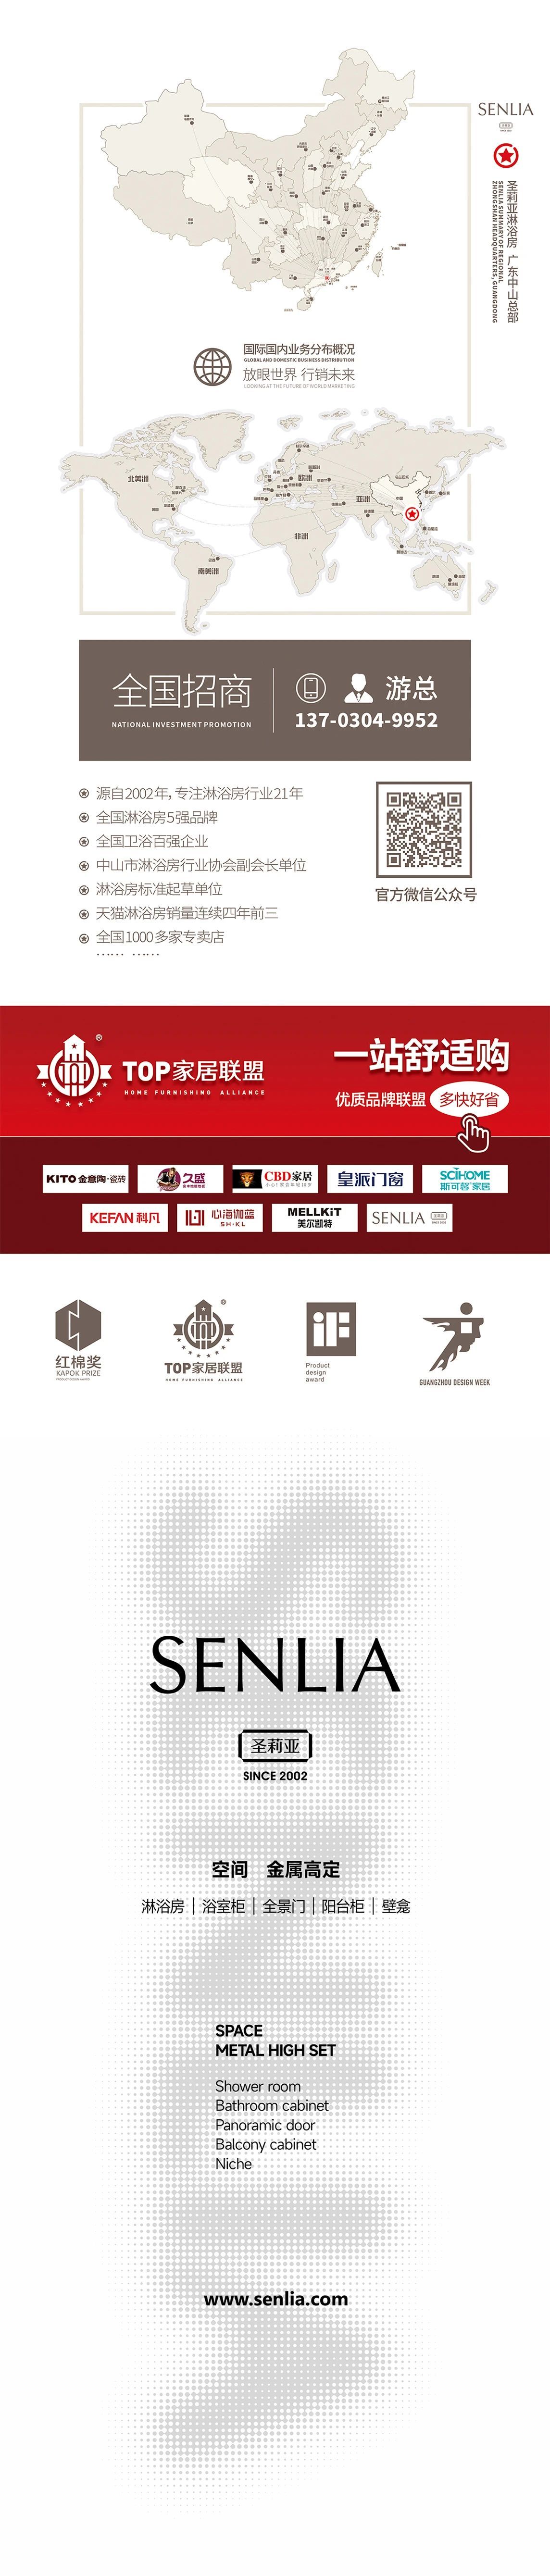 SENLIA
圣莉亚淋浴房 广东中山总部
SENLIA SUMMARY OF REGIONAL
ZHONGSHAN HEADQUARTERS, GUANGDONG
国际国内业务分布概况
GLOBAL AND DOMESTIC BUSINESS DISTRIBUTION
放眼世界 行销未来
LOOKING AT THE FUTURE OF WORLD MARKETING
北美洲
欧洲
亚洲
非洲
南美洲
全国招商
NATIONAL INVESTMENT PROMOTION
游总
137-0304-9952
源自2002年, 专注淋浴房行业21年
全国淋浴房5强品牌
全国卫浴百强企业
中山市淋浴房行业协会副会长单位
淋浴房标准起草单位
天猫淋浴房销量连续四年前三
全国1000多家专卖店
…… ……
官方微信公众号
TOP家居联盟
HOME FURNISHING ALLIANCE
一站舒适购
优质品牌联盟 多快好省
KITO 金意陶·瓷砖
久盛
CBD家居
皇派门窗
SCIHOME
斯可馨家居
KEFAN 科凡
心海伽蓝
SH·KL
MELLKIT
美尔凯特
SENLIA
红棉奖
KAPOK PRIZE
TOP家居联盟
HOME FURNISHING ALLIANCE
iF
Product
design
award
GUANGZHOU DESIGN WEEK
SENLIA
圣莉亚
SINCE 2002
空间 金属高定
淋浴房 | 浴室柜 | 全景门 | 阳台柜 | 壁龛
SPACE
METAL HIGH SET
Shower room
Bathroom cabinet
Panoramic door
Balcony cabinet
Niche
www.senlia.com